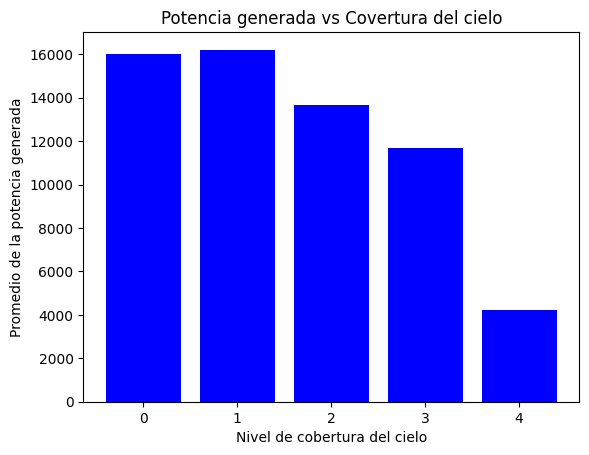 Potencia generada vs Covertura del cielo
16000
14000
12000
10000
8000
6000
4000
2000
0
Promedio de la potencia generada
0 1 2 3 4
Nivel de cobertura del cielo